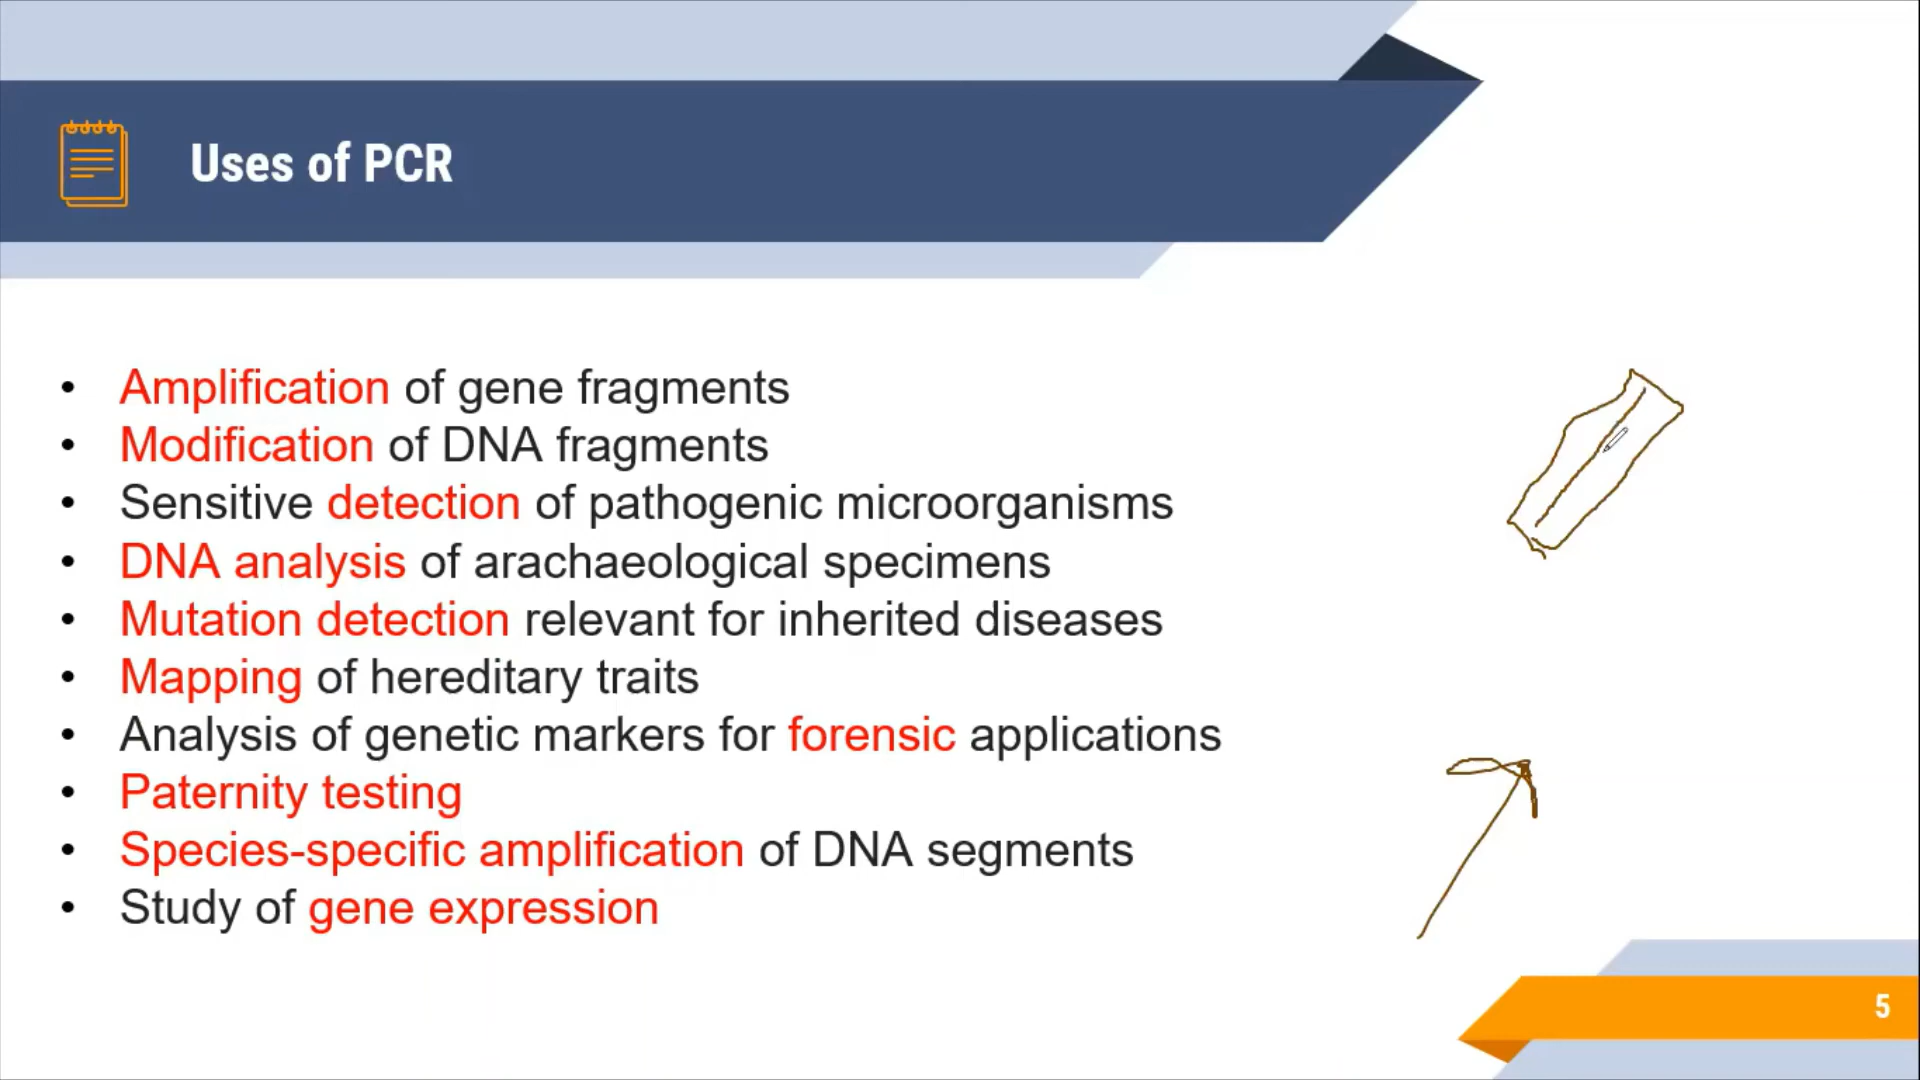 Uses of PCR
• Amplification of gene fragments
• Modification of DNA fragments
• Sensitive detection of pathogenic microorganisms
• DNA analysis of arachaeological specimens
• Mutation detection relevant for inherited diseases
• Mapping of hereditary traits
• Analysis of genetic markers for forensic applications
• Paternity testing
• Species-specific amplification of DNA segments
• Study of gene expression
5